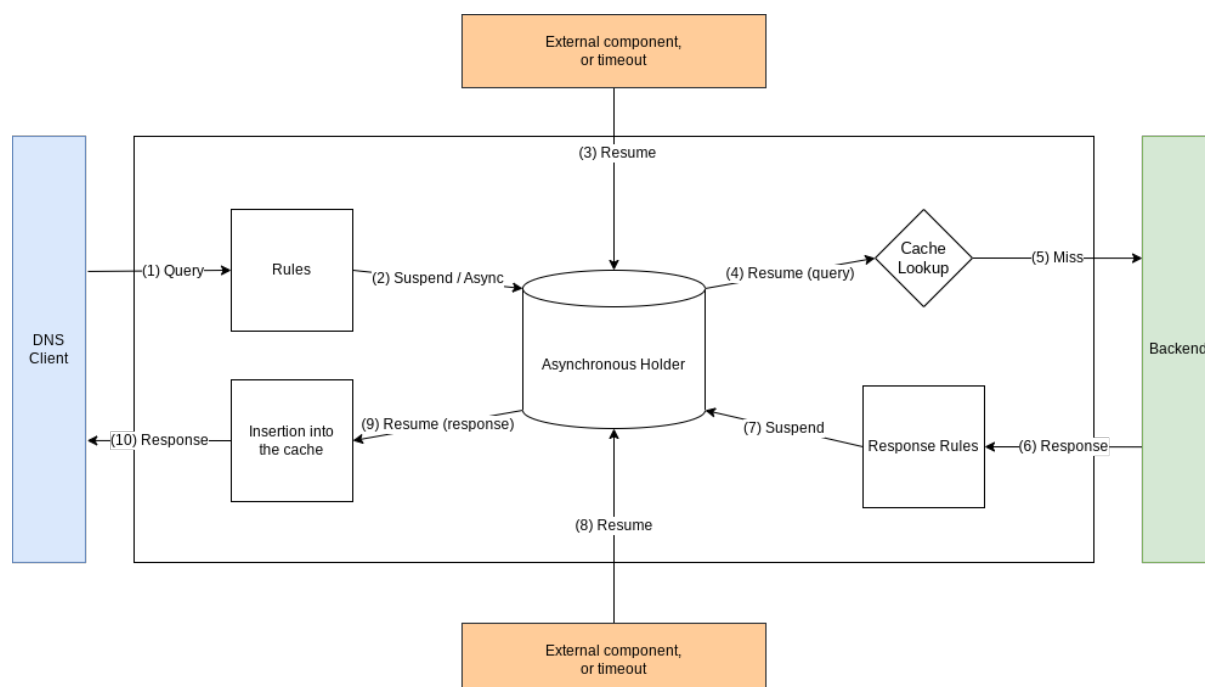 External component,
or timeout
(3) Resume
(1) Query
Rules
(2) Suspend / Async
(4) Resume (query)
Cache
Lookup
(5) Miss
DNS
Client
Asynchronous Holder
Backend
(10) Response
Insertion into
the cache
(9) Resume (response)
(7) Suspend
Response Rules
(6) Response
(8) Resume
External component,
or timeout